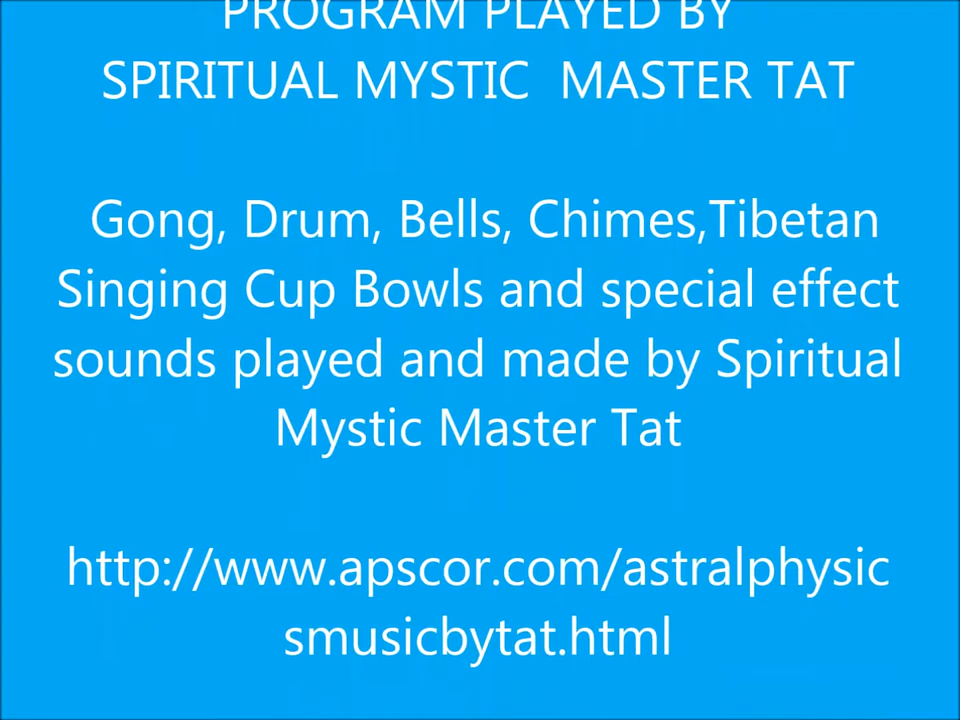 PROGRAM PLAYED BY
SPIRITUAL MYSTIC  MASTER TAT
Gong, Drum, Bells, Chimes,Tibetan
Singing Cup Bowls and special effect
sounds played and made by Spiritual
Mystic Master Tat
http://www.apscor.com/astralphysic
smusicbytat.html